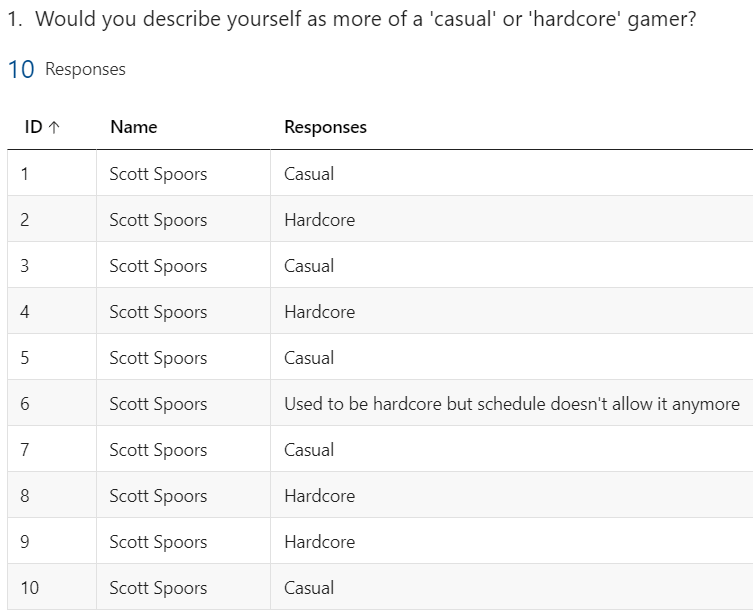 1. Would you describe yourself as more of a 'casual' or 'hardcore' gamer?
10 Responses
ID ↑ Name Responses
1 Scott Spoors Casual
2 Scott Spoors Hardcore
3 Scott Spoors Casual
4 Scott Spoors Hardcore
5 Scott Spoors Casual
6 Scott Spoors Used to be hardcore but schedule doesn't allow it anymore
7 Scott Spoors Casual
8 Scott Spoors Hardcore
9 Scott Spoors Hardcore
10 Scott Spoors Casual